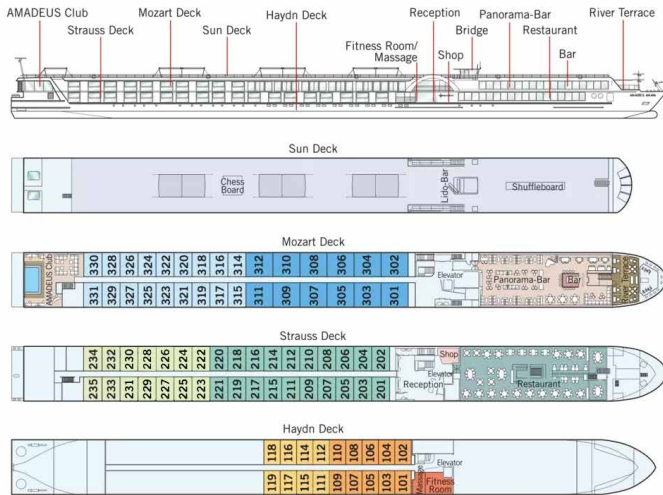 AMADEUS Club
Mozart Deck
Haydn Deck
Reception
Panorama-Bar
River Terrace
Strauss Deck
Sun Deck
Bridge
Restaurant
Fitness Room/
Massage
Shop
Bar
Sun Deck
Chess
Board
Lido-Bar
Shuffleboard
Mozart Deck
AMADEUS Club
330 328 326 324 322 320 318 316 314 312 310 308 306 304 302
331 329 327 325 323 321 319 317 315 311 309 307 305 303 301
Elevator
Panorama-Bar
Bar
River Terrace
Strauss Deck
234 232 230 228 226 224 222 220 218 216 214 212 210 208 206 204 202
235 233 231 229 227 225 223 221 219 217 215 211 209 207 205 203 201
Shop
Elevator
Reception
Restaurant
Haydn Deck
118 116 114 112 110 108 106 104 102
119 117 115 111 109 107 105 103 101
Elevator
Massage
Fitness
Room